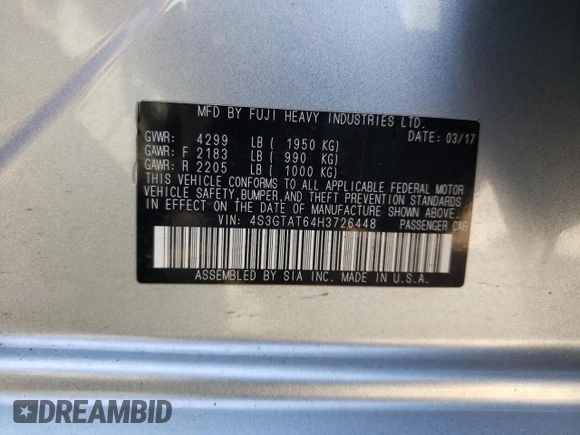 MFD BY FUJI HEAVY INDUSTRIES LTD.
DATE: 03/17
GVWR: 4299 LB ( 1950 KG)
GAWR: F 2183 LB ( 990 KG)
GAWR: R 2205 LB ( 1000 KG)
THIS VEHICLE CONFORMS TO ALL APPLICABLE FEDERAL MOTOR
VEHICLE SAFETY,BUMPER,AND THEFT PREVENTION STANDARDS
IN EFFECT ON THE DATE OF MANUFACTURE SHOWN ABOVE.
VIN: 4S3GTAT64H3726448 PASSENGER CAR
ASSEMBLED BY SIA INC. MADE IN U.S.A.
DREAMBID